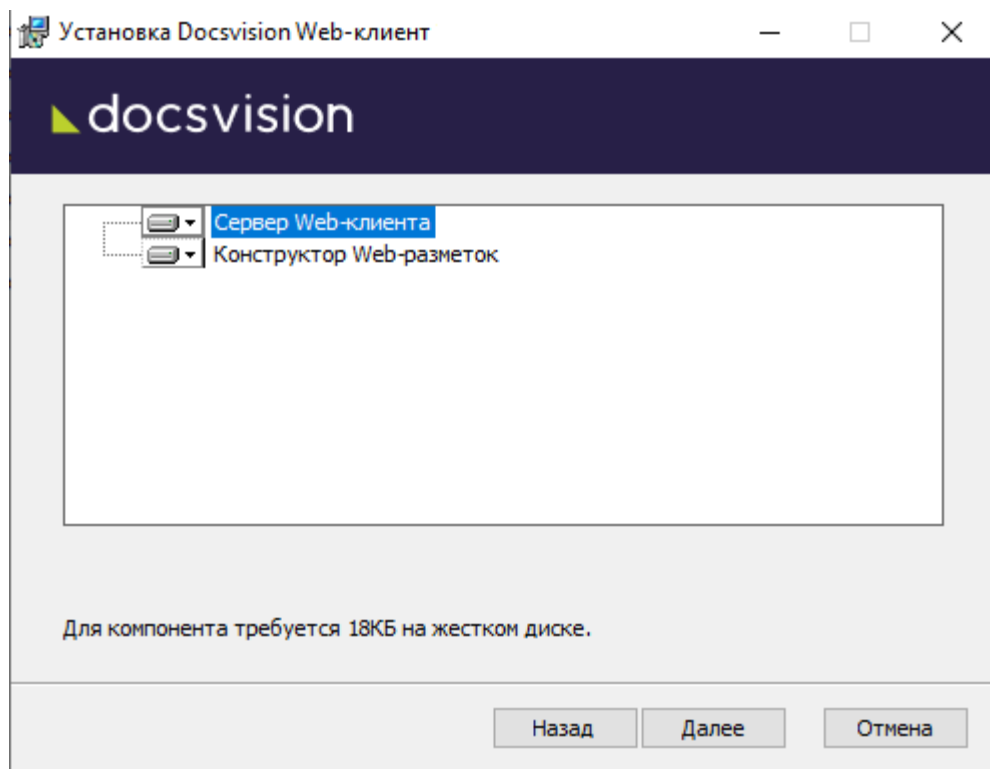 Установка Docsvision Web-клиент
docsvision
Сервер Web-клиента
Конструктор Web-разметок
Для компонента требуется 18КБ на жестком диске.
Назад Далее Отмена